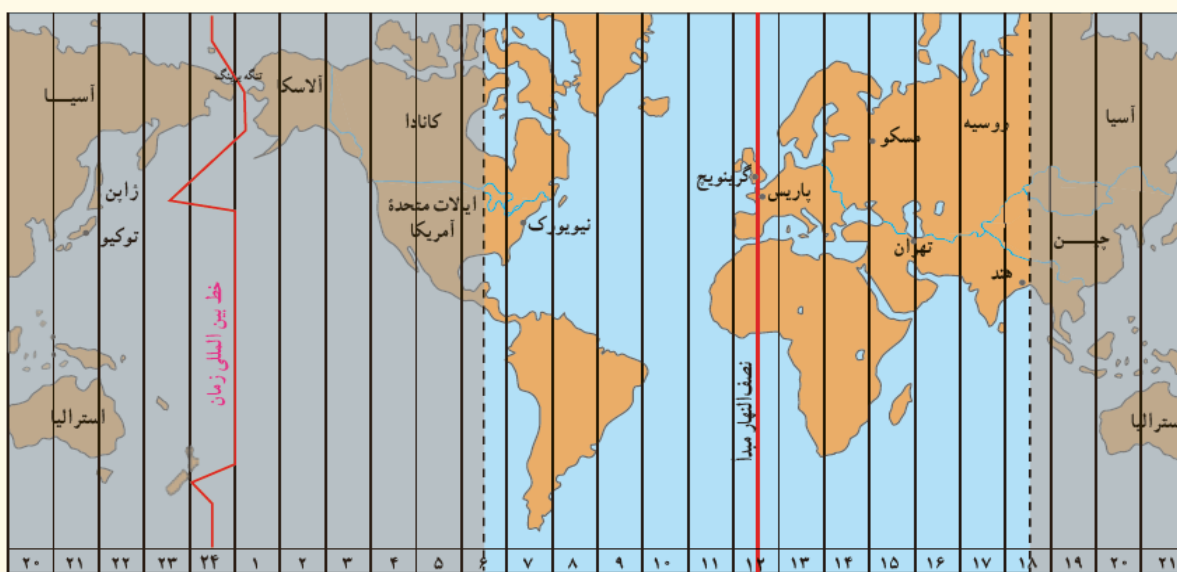 تنگه برینگ
آلاسکا
آسیا
کانادا
روسیه
آسیا
مسکو
گرینویچ
پاریس
ژاپن
توکیو
ایالات متحدهٔ
آمریکا
نیویورک
تهران
چین
هند
خط بین المللی زمان
نصف‌النهار مبدأ
استرالیا
سترالیا
۲۰ ۲۱ ۲۲ ۲۳ ۲۴ ۱ ۲ ۳ ۴ ۵ ۶ ۷ ۸ ۹ ۱۰ ۱۱ ۱۲ ۱۳ ۱۴ ۱۵ ۱۶ ۱۷ ۱۸ ۱۹ ۲۰ ۲۱